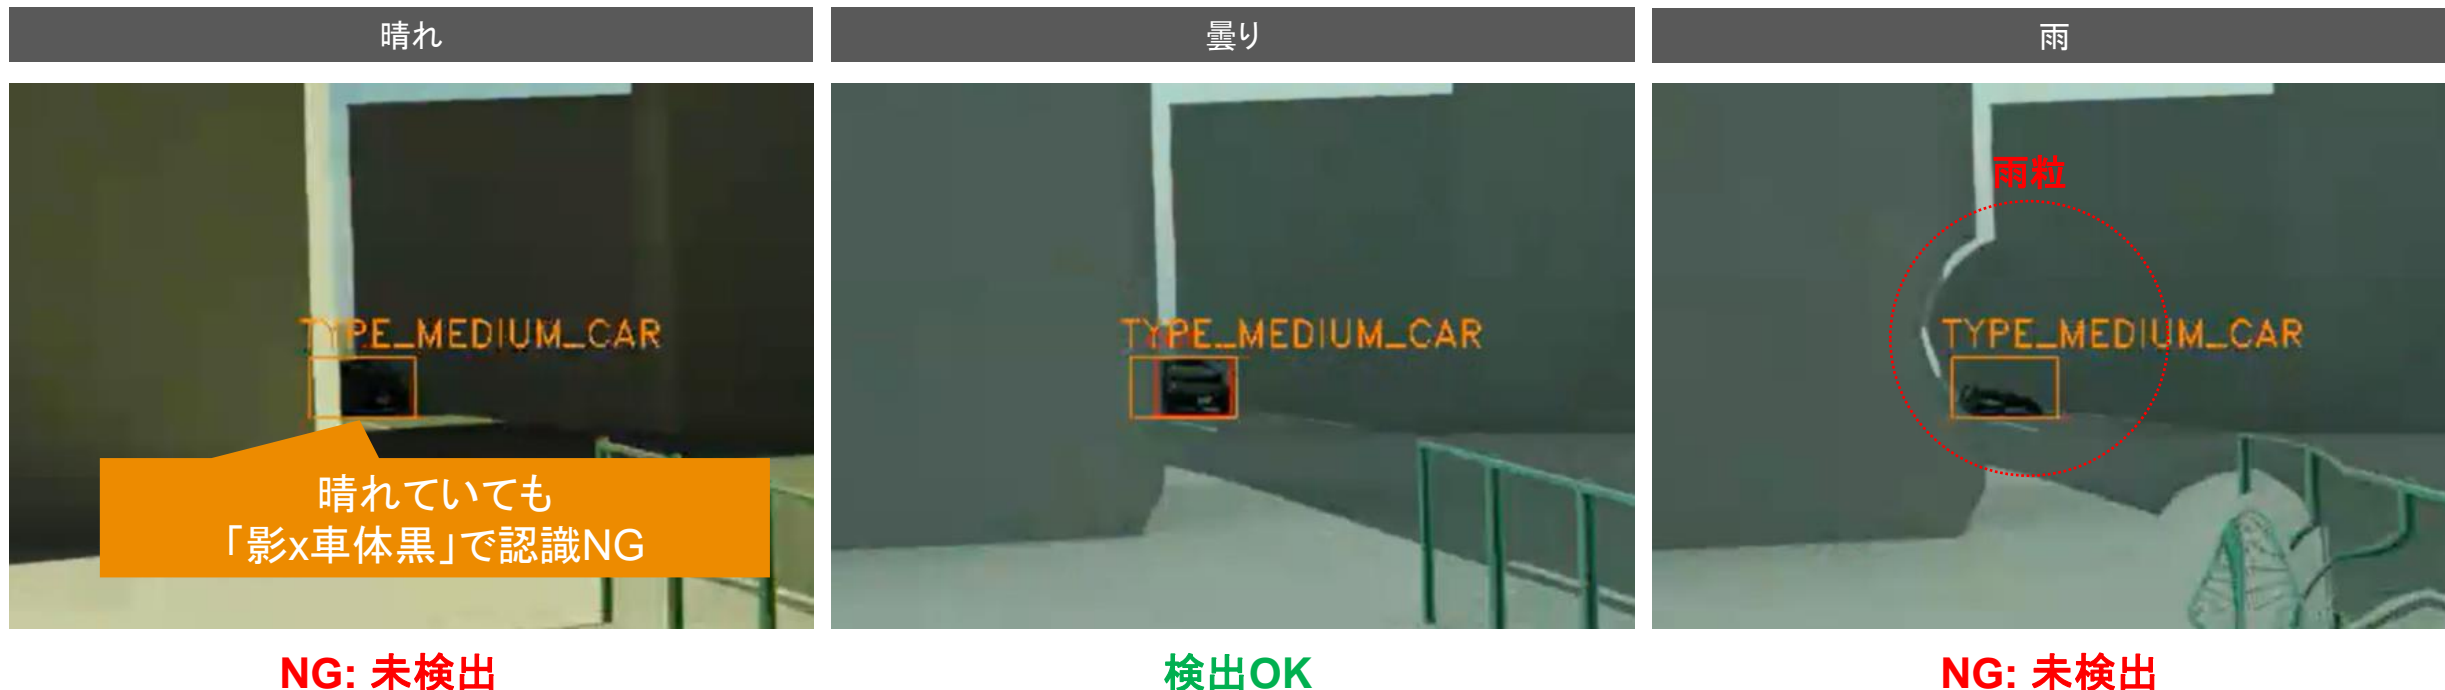 晴れ
曇り
雨
雨粒
TYPE_MEDIUM_CAR
TYPE_MEDIUM_CAR
TYPE_MEDIUM_CAR
晴れていても
「影x車体黒」で認識NG
NG: 未検出
検出OK
NG: 未検出